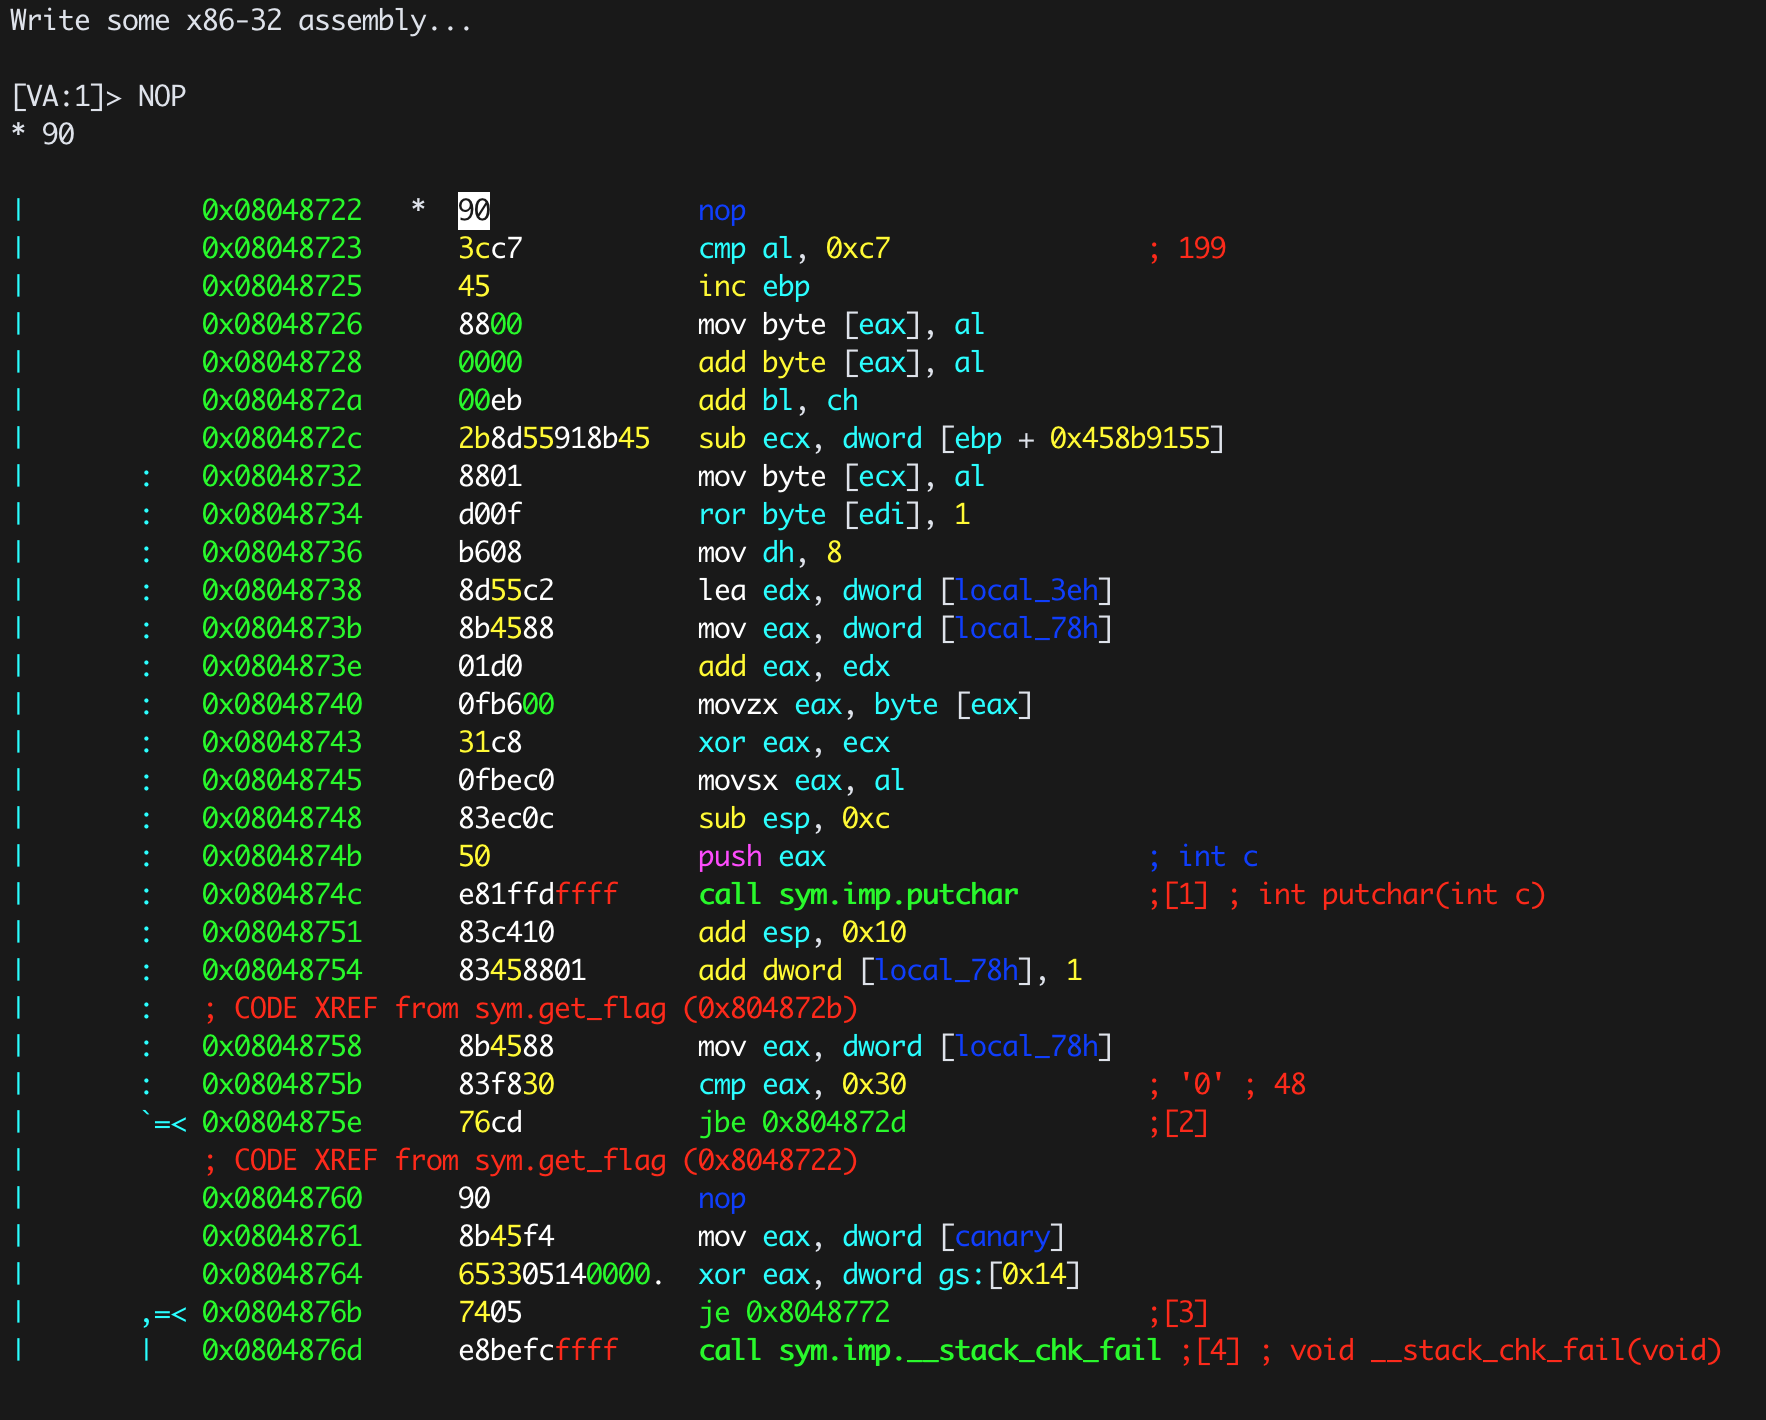 Write some x86-32 assembly...
[VA:1]> NOP
* 90
| 0x08048722 * 90 nop
| 0x08048723 3cc7 cmp al, 0xc7 ; 199
| 0x08048725 45 inc ebp
| 0x08048726 8800 mov byte [eax], al
| 0x08048728 0000 add byte [eax], al
| 0x0804872a 00eb add bl, ch
| 0x0804872c 2b8d55918b45 sub ecx, dword [ebp + 0x458b9155]
| : 0x08048732 8801 mov byte [ecx], al
| : 0x08048734 d00f ror byte [edi], 1
| : 0x08048736 b608 mov dh, 8
| : 0x08048738 8d55c2 lea edx, dword [local_3eh]
| : 0x0804873b 8b4588 mov eax, dword [local_78h]
| : 0x0804873e 01d0 add eax, edx
| : 0x08048740 0fb600 movzx eax, byte [eax]
| : 0x08048743 31c8 xor eax, ecx
| : 0x08048745 0fbec0 movsx eax, al
| : 0x08048748 83ec0c sub esp, 0xc
| : 0x0804874b 50 push eax ; int c
| : 0x0804874c e81ffdffff call sym.imp.putchar ;[1] ; int putchar(int c)
| : 0x08048751 83c410 add esp, 0x10
| : 0x08048754 83458801 add dword [local_78h], 1
| : ; CODE XREF from sym.get_flag (0x804872b)
| : 0x08048758 8b4588 mov eax, dword [local_78h]
| : 0x0804875b 83f830 cmp eax, 0x30 ; '0' ; 48
| `=< 0x0804875e 76cd jbe 0x804872d ;[2]
| ; CODE XREF from sym.get_flag (0x8048722)
| 0x08048760 90 nop
| 0x08048761 8b45f4 mov eax, dword [canary]
| 0x08048764 653305140000. xor eax, dword gs:[0x14]
| ,=< 0x0804876b 7405 je 0x8048772 ;[3]
| | 0x0804876d e8befcffff call sym.imp.__stack_chk_fail ;[4] ; void __stack_chk_fail(void)